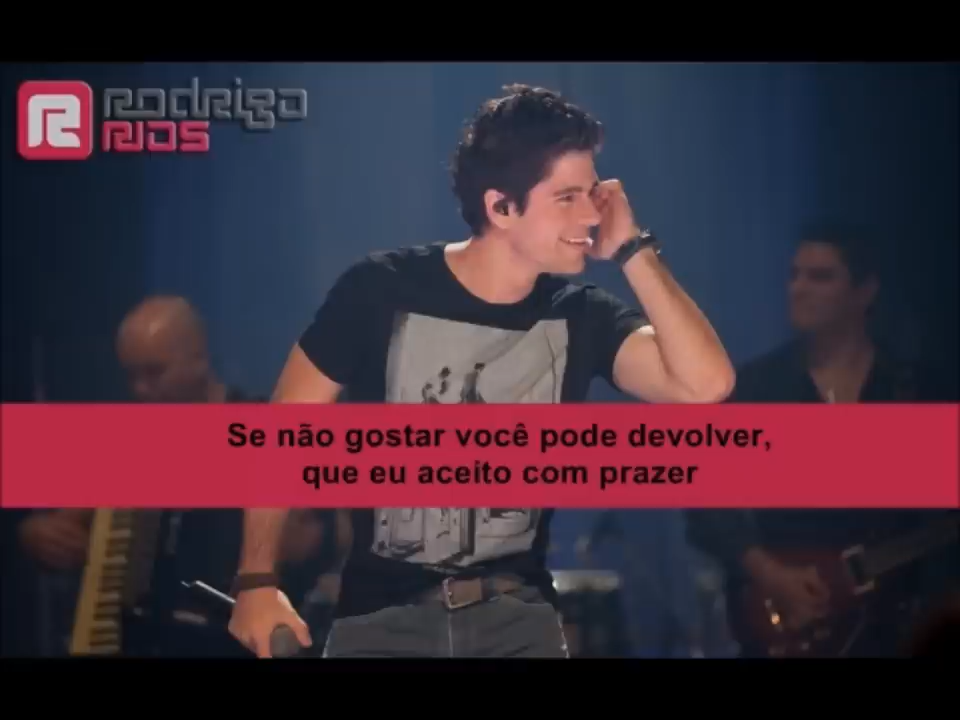 R Rodrigo
Rios
Se não gostar você pode devolver,
que eu aceito com prazer